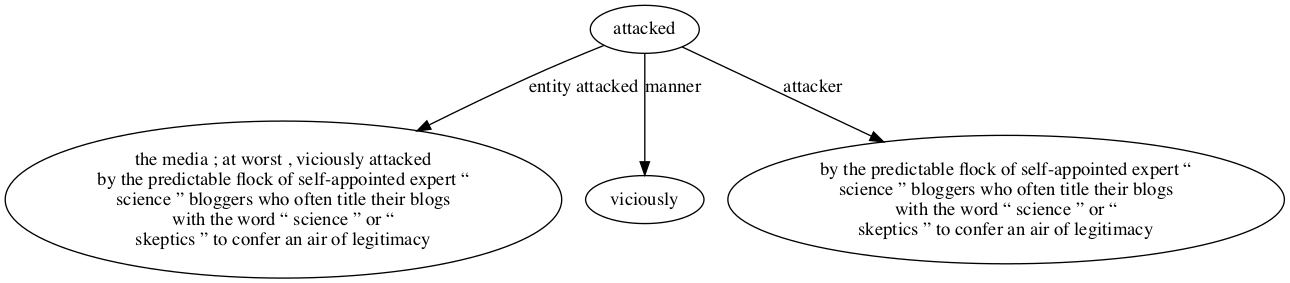 attacked
entity attacked
manner
attacker
the media ; at worst , viciously attacked
by the predictable flock of self-appointed expert “
science ” bloggers who often title their blogs
with the word “ science ” or “
skeptics ” to confer an air of legitimacy
viciously
by the predictable flock of self-appointed expert “
science ” bloggers who often title their blogs
with the word “ science ” or “
skeptics ” to confer an air of legitimacy